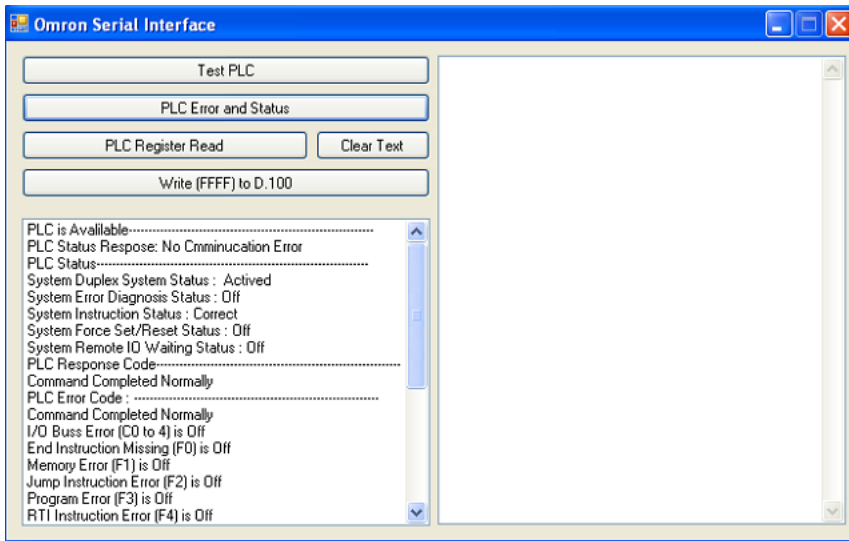 Omron Serial Interface
Test PLC
PLC Error and Status
PLC Register Read
Clear Text
Write (FFFF) to D.100
PLC is Avalilable--------------------------------------------------------------
PLC Status Respose: No Cmminucation Error
PLC Status---------------------------------------------------------------------
System Duplex System Status :  Actived
System Error Diagnosis Status : Off
System Instruction Status : Correct
System Force Set/Reset Status : Off
System Remote IO Waiting Status : Off
PLC Response Code--------------------------------------------------------------
Command Completed Normally
PLC Error Code : --------------------------------------------------------------
Command Completed Normally
I/O Buss Error (C0 to 4) is Off
End Instruction Missing (F0) is Off
Memory Error (F1) is Off
Jump Instruction Error (F2) is Off
Program Error (F3) is Off
RTI Instruction Error (F4) is Off